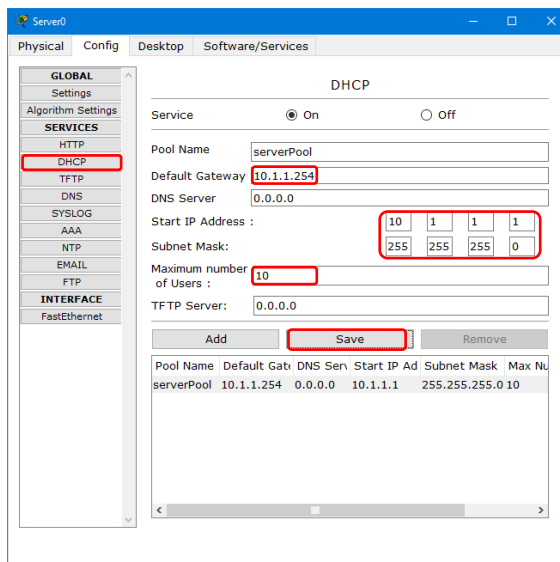 Server0
Physical Config Desktop Software/Services
GLOBAL
Settings
Algorithm Settings
SERVICES
HTTP
DHCP
TFTP
DNS
SYSLOG
AAA
NTP
EMAIL
FTP
INTERFACE
FastEthernet
DHCP
Service On Off
Pool Name serverPool
Default Gateway 10.1.1.254
DNS Server 0.0.0.0
Start IP Address : 10 1 1 1
Subnet Mask: 255 255 255 0
Maximum number
of Users : 10
TFTP Server: 0.0.0.0
Add Save Remove
Pool Name Default Gate DNS Serv Start IP Ad Subnet Mask Max Nu
serverPool 10.1.1.254 0.0.0.0 10.1.1.1 255.255.255.0 10